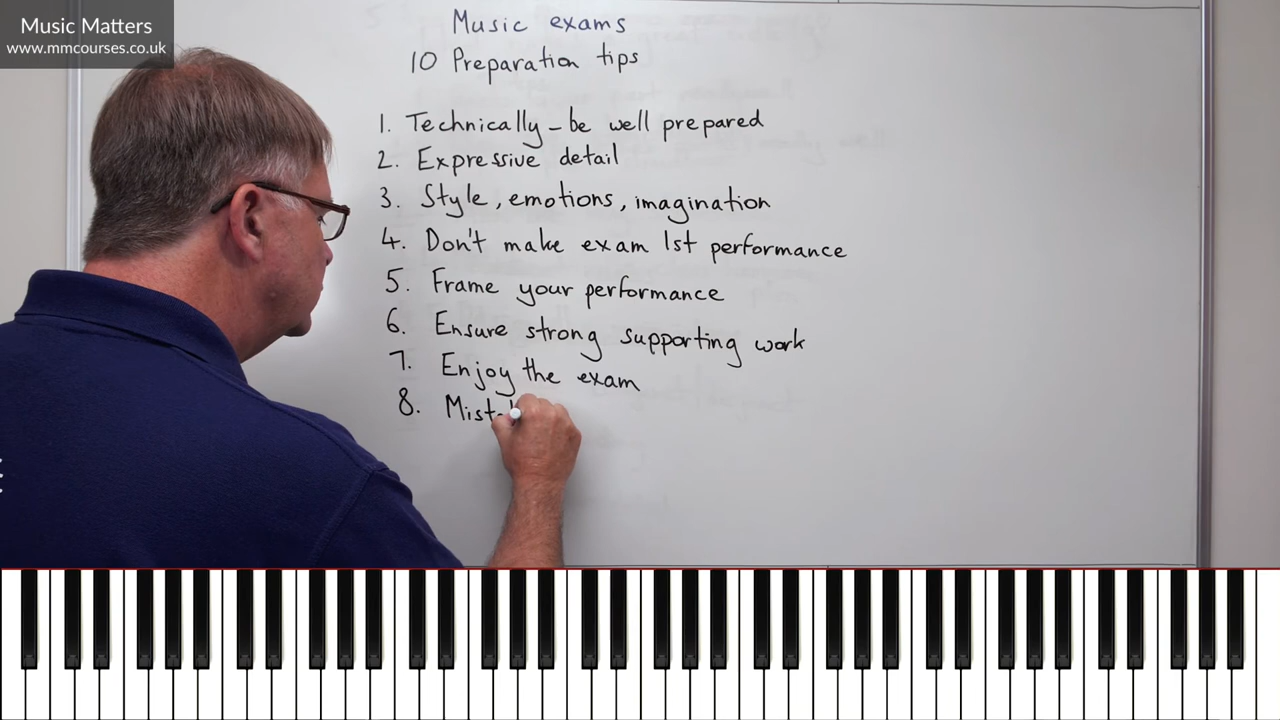 Music Matters
www.mmcourses.co.uk
Music exams
10 Preparation tips
1. Technically - be well prepared
2. Expressive detail
3. Style, emotions, imagination
4. Don't make exam 1st performance
5. Frame your performance
6. Ensure strong supporting work
7. Enjoy the exam
8.